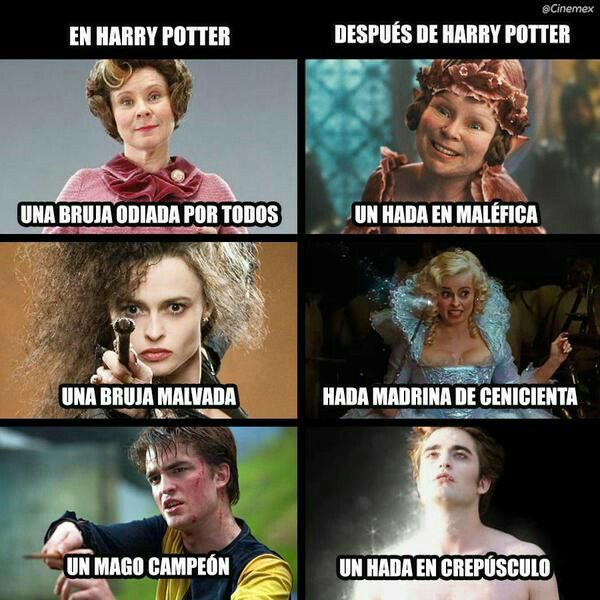 @Cinemex
EN HARRY POTTER
DESPUÉS DE HARRY POTTER
UNA BRUJA ODIADA POR TODOS
UN HADA EN MALÉFICA
UNA BRUJA MALVADA
HADA MADRINA DE CENICIENTA
UN MAGO CAMPEÓN
UN HADA EN CREPÚSCULO